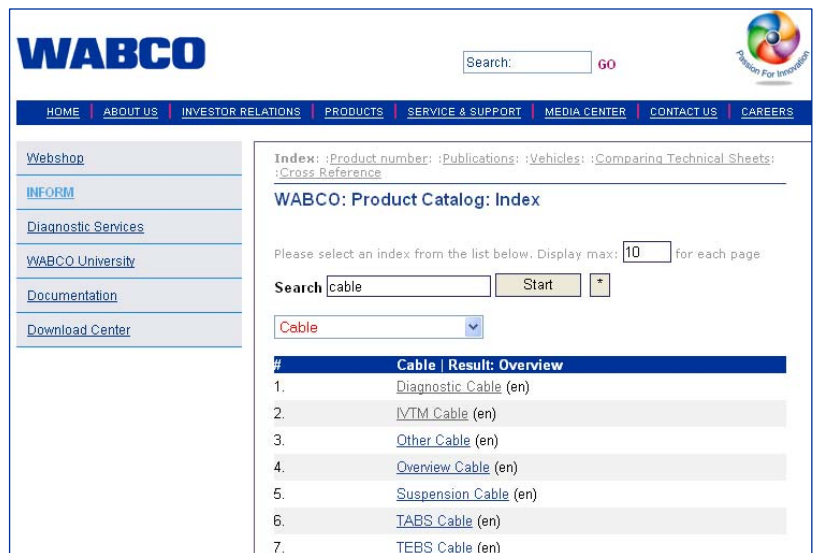 WABCO
Search:
GO
Passion For Innovation
HOME ABOUT US INVESTOR RELATIONS PRODUCTS SERVICE & SUPPORT MEDIA CENTER CONTACT US CAREERS
Webshop
INFORM
Diagnostic Services
WABCO University
Documentation
Download Center
Index: :Product number: :Publications: :Vehicles: :Comparing Technical Sheets:
:Cross Reference
WABCO: Product Catalog: Index
Please select an index from the list below. Display max: 10 for each page
Search cable Start *
Cable
# Cable | Result: Overview
1. Diagnostic Cable (en)
2. IVTM Cable (en)
3. Other Cable (en)
4. Overview Cable (en)
5. Suspension Cable (en)
6. TABS Cable (en)
7. TEBS Cable (en)